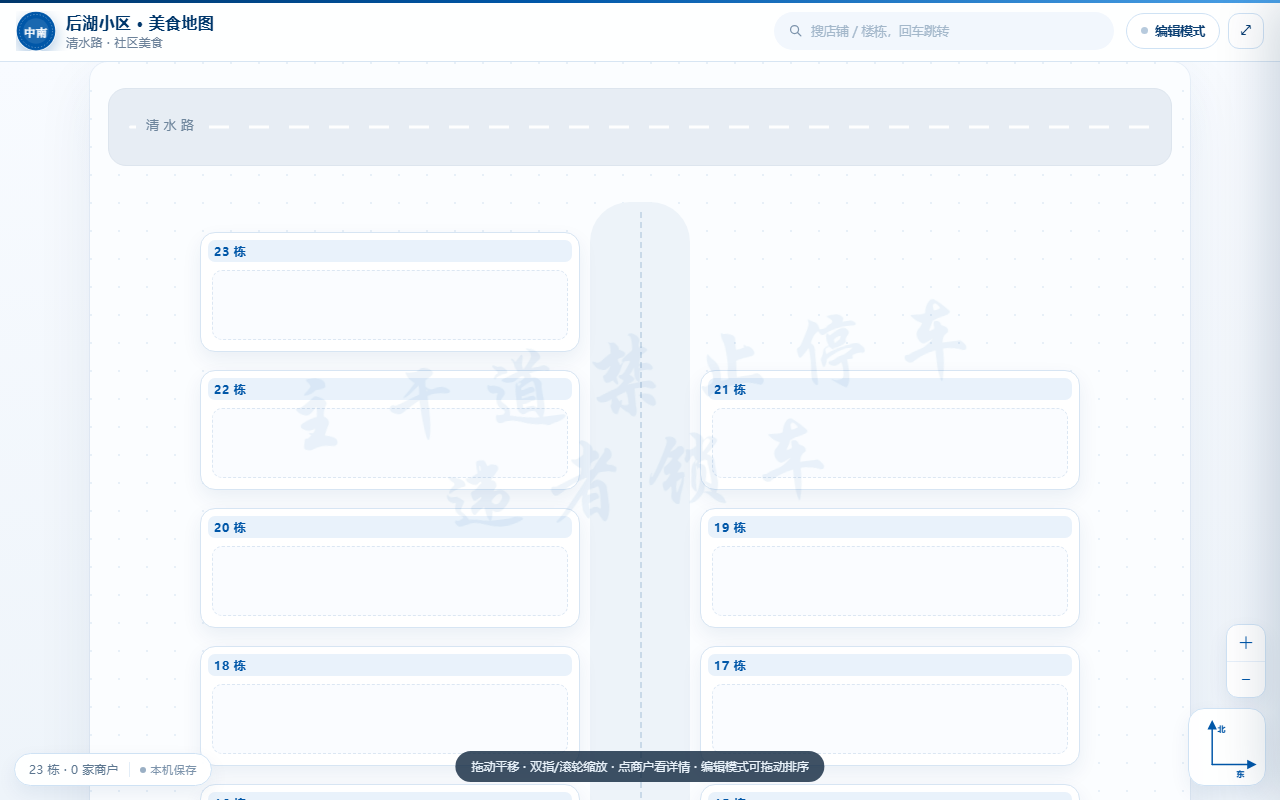 中南
后湖小区 • 美食地图
清水路 · 社区美食
搜店铺 / 楼栋，回车跳转
编辑模式
清水路
23 栋
主干道禁止停车
22 栋
21 栋
违者锁车
20 栋
19 栋
18 栋
17 栋
23 栋 · 0 家商户
本机保存
拖动平移 · 双指/滚轮缩放 · 点商户看详情 · 编辑模式可拖动排序
+
−
北
东